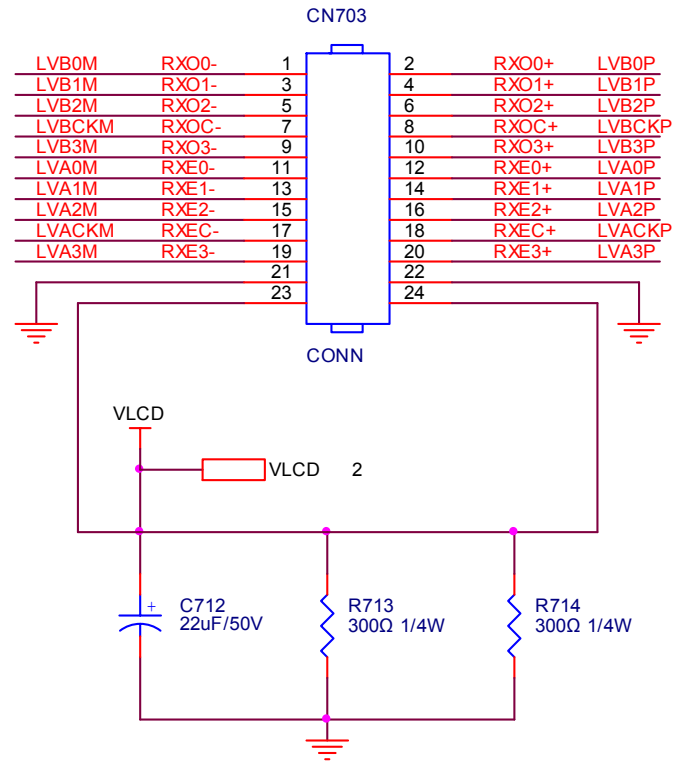 CN703
LVB0M RXO0- 1 2 RXO0+ LVB0P
LVB1M RXO1- 3 4 RXO1+ LVB1P
LVB2M RXO2- 5 6 RXO2+ LVB2P
LVBCKM RXOC- 7 8 RXOC+ LVBCKP
LVB3M RXO3- 9 10 RXO3+ LVB3P
LVA0M RXE0- 11 12 RXE0+ LVA0P
LVA1M RXE1- 13 14 RXE1+ LVA1P
LVA2M RXE2- 15 16 RXE2+ LVA2P
LVACKM RXEC- 17 18 RXEC+ LVACKP
LVA3M RXE3- 19 20 RXE3+ LVA3P
21 22
23 24
CONN
VLCD
VLCD 2
+ C712 R713 R714
22uF/50V 300Ω 1/4W 300Ω 1/4W